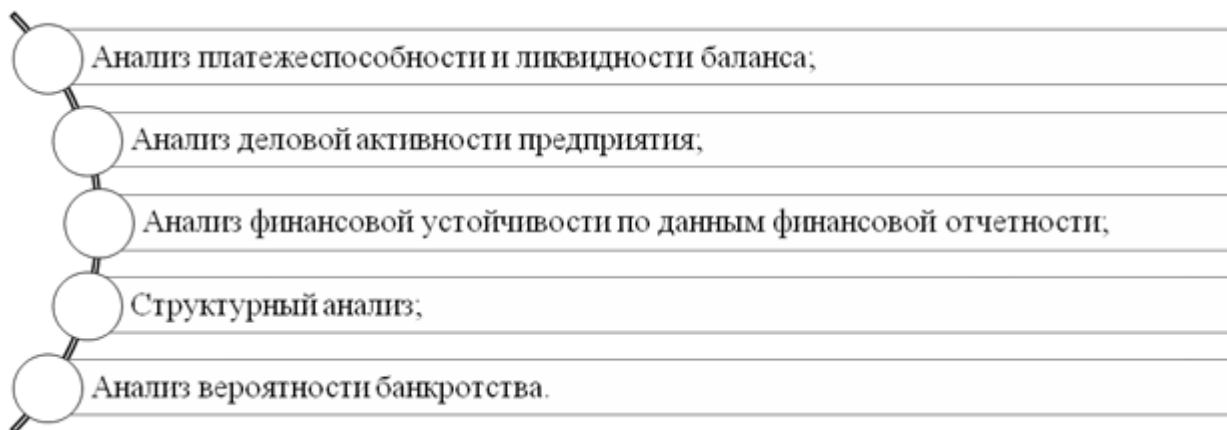 Анализ платежеспособности и ликвидности баланса;
Анализ деловой активности предприятия;
Анализ финансовой устойчивости по данным финансовой отчетности;
Структурный анализ;
Анализ вероятности банкротства.